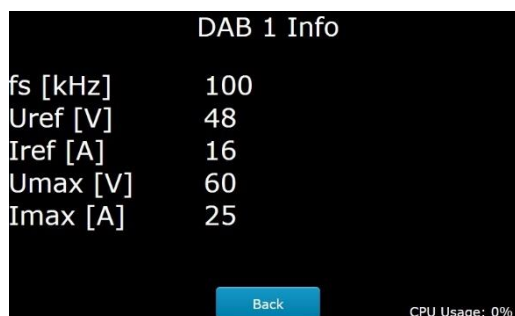 DAB 1 Info
fs [kHz] 100
Uref [V] 48
Iref [A] 16
Umax [V] 60
Imax [A] 25
Back
CPU Usage: 0%